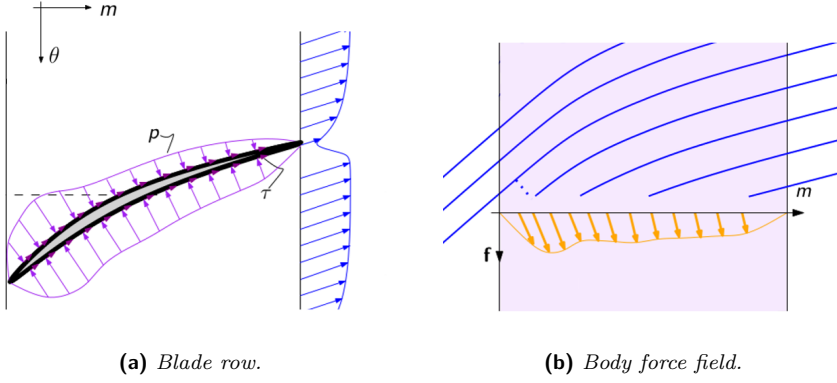 m
θ
p
τ
m
f
(a) Blade row.
(b) Body force field.